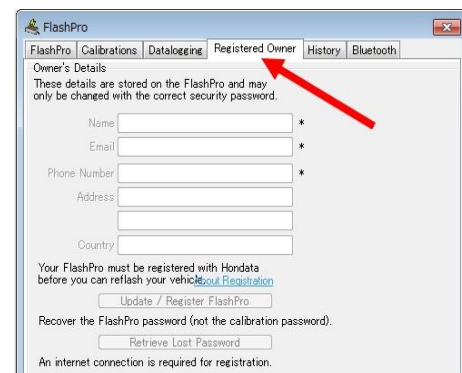 FlashPro
FlashPro Calibrations Datalogging Registered Owner History Bluetooth
Owner's Details
These details are stored on the FlashPro and may
only be changed with the correct security password.
Name *
Email *
Phone Number *
Address
Country
Your FlashPro must be registered with Hondata
before you can reflash your vehicle. About Registration
Update / Register FlashPro
Recover the FlashPro password (not the calibration password).
Retrieve Lost Password
An internet connection is required for registration.